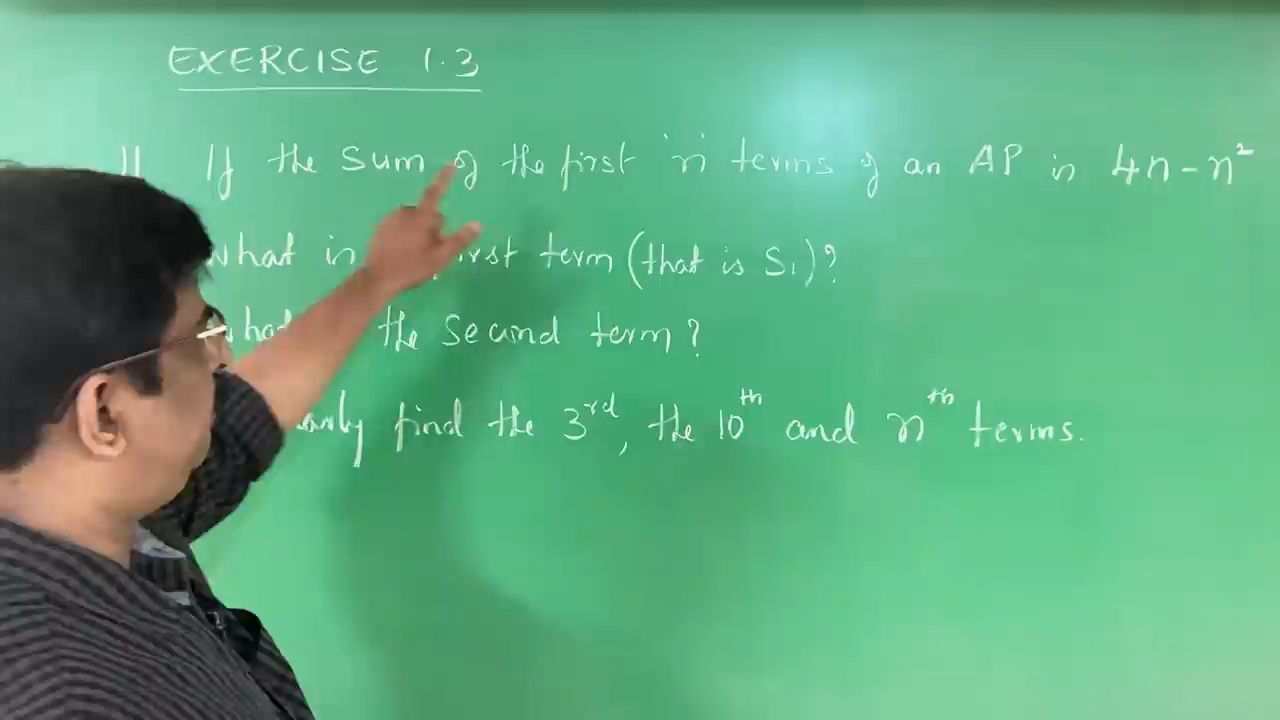 EXERCISE 1.3
11 If the sum of the first 'n' terms of an AP is 4n - n²
what is first term (that is S₁)?
the second term?
find the 3rd, the 10th and nth terms.